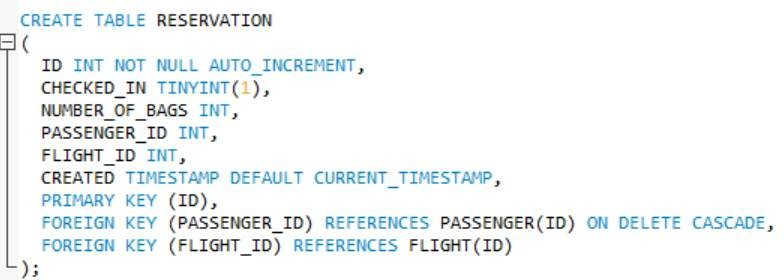 CREATE TABLE RESERVATION
(
ID INT NOT NULL AUTO_INCREMENT,
CHECKED_IN TINYINT(1),
NUMBER_OF_BAGS INT,
PASSENGER_ID INT,
FLIGHT_ID INT,
CREATED TIMESTAMP DEFAULT CURRENT_TIMESTAMP,
PRIMARY KEY (ID),
FOREIGN KEY (PASSENGER_ID) REFERENCES PASSENGER(ID) ON DELETE CASCADE,
FOREIGN KEY (FLIGHT_ID) REFERENCES FLIGHT(ID)
);